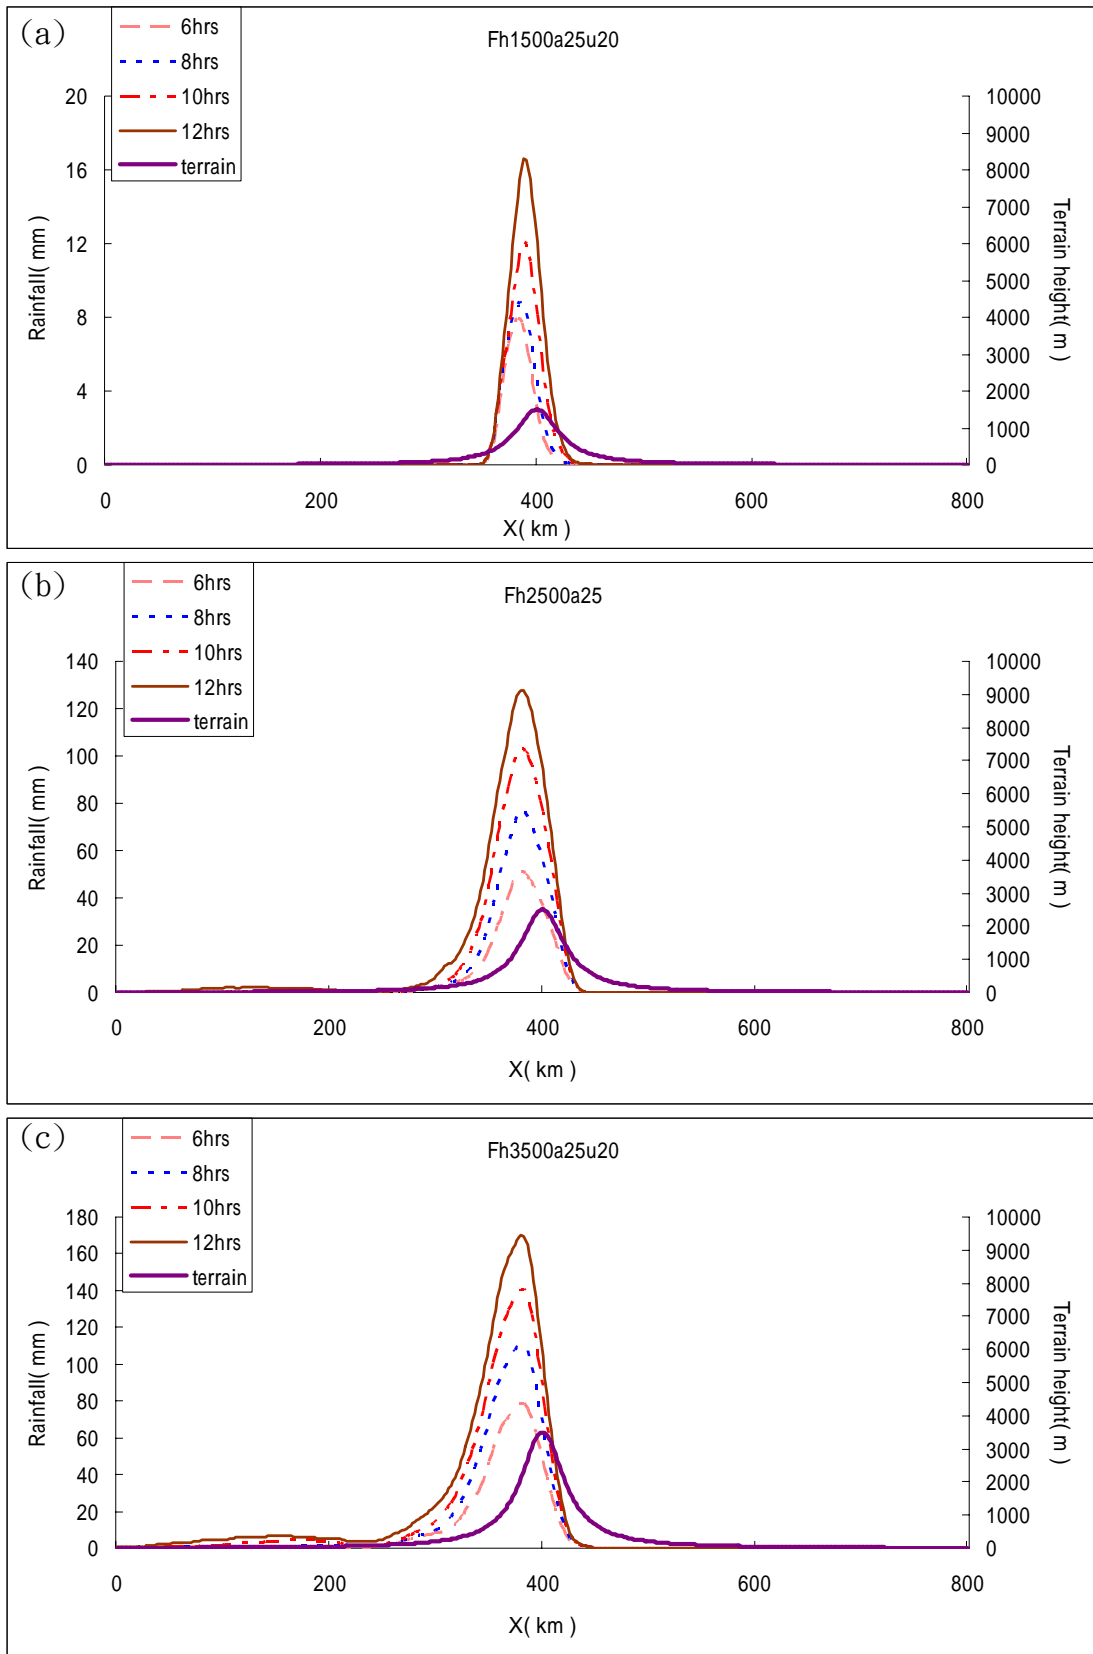 (a)
6hrs
8hrs
10hrs
12hrs
terrain
Fh1500a25u20
20
16
12
8
4
0
Rainfall( mm )
10000
9000
8000
7000
6000
5000
4000
3000
2000
1000
0
Terrain height( m )
0 200 400 600 800
X( km )
(b)
6hrs
8hrs
10hrs
12hrs
terrain
Fh2500a25
140
120
100
80
60
40
20
0
Rainfall( mm )
10000
9000
8000
7000
6000
5000
4000
3000
2000
1000
0
Terrain height( m )
0 200 400 600 800
X( km )
(c)
6hrs
8hrs
10hrs
12hrs
terrain
Fh3500a25u20
180
160
140
120
100
80
60
40
20
0
Rainfall( mm )
10000
9000
8000
7000
6000
5000
4000
3000
2000
1000
0
Terrain height( m )
0 200 400 600 800
X( km )